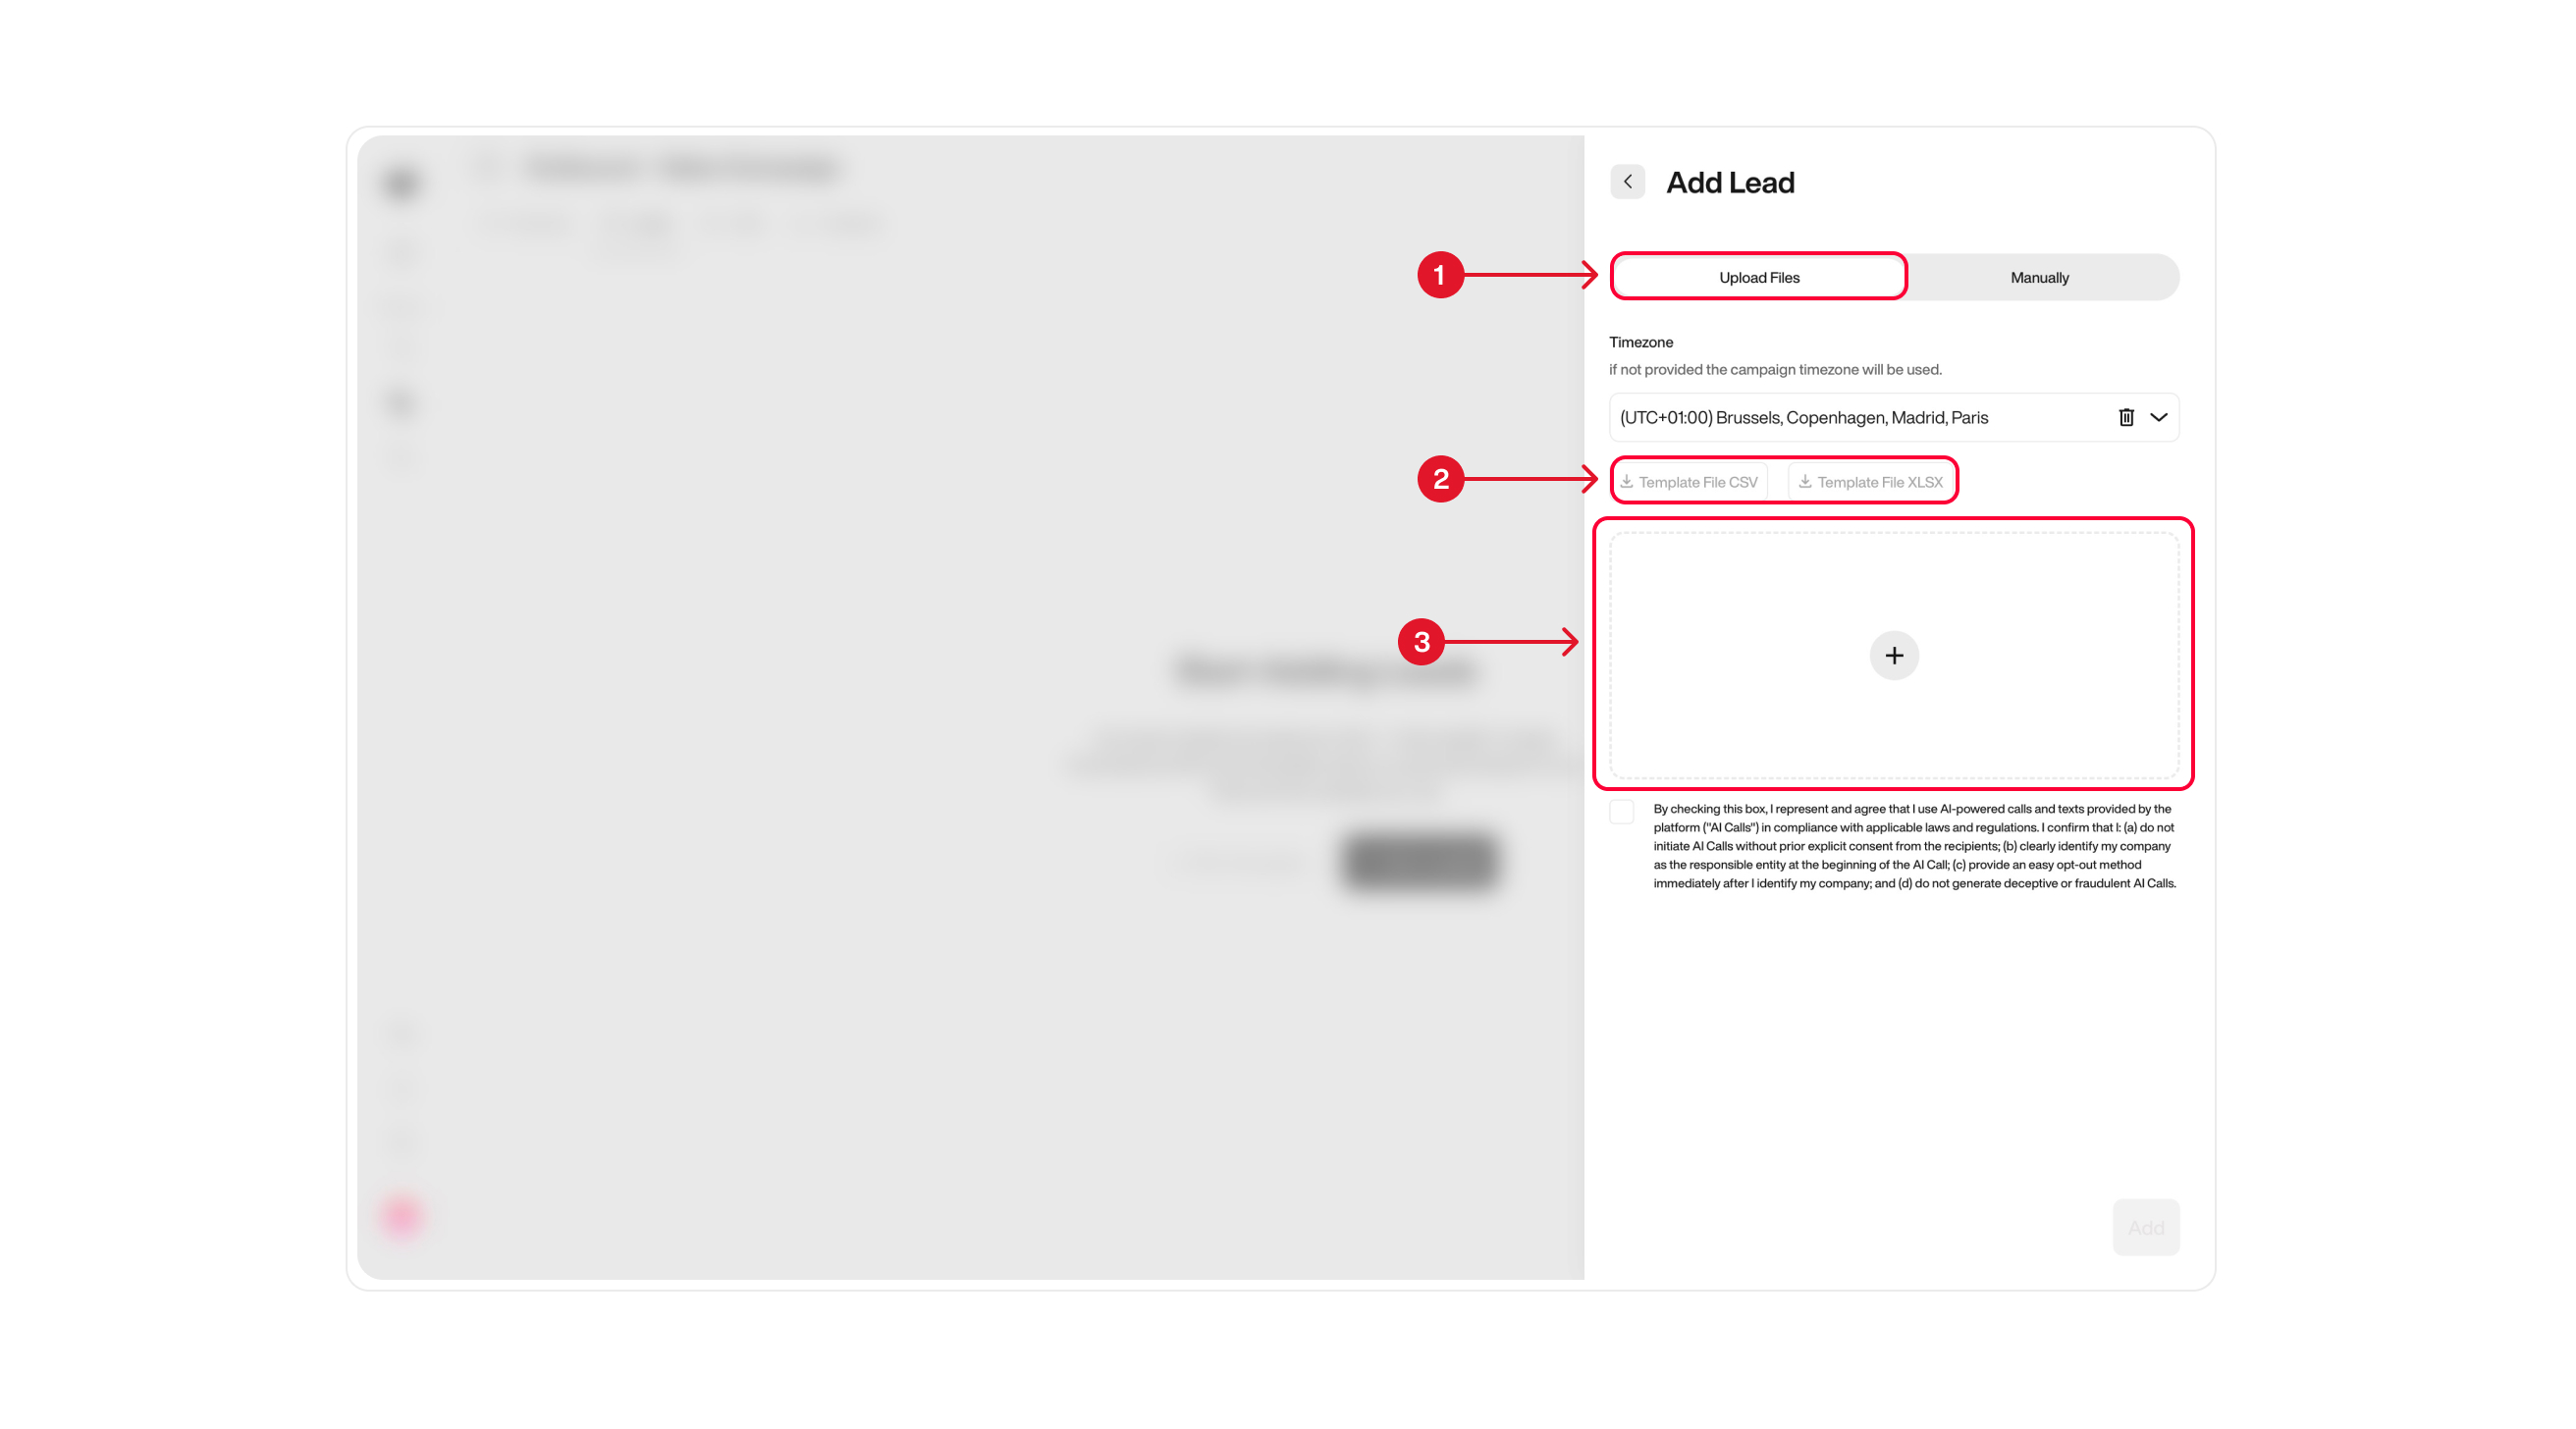 Add Lead
1
Upload Files
Manually
Timezone
if not provided the campaign timezone will be used.
(UTC+01:00) Brussels, Copenhagen, Madrid, Paris
2
Template File CSV
Template File XLSX
3
By checking this box, I represent and agree that I use AI-powered calls and texts provided by the
platform ("AI Calls") in compliance with applicable laws and regulations. I confirm that I: (a) do not
initiate AI Calls without prior explicit consent from the recipients; (b) clearly identify my company
as the responsible entity at the beginning of the AI Call; (c) provide an easy opt-out method
immediately after I identify my company; and (d) do not generate deceptive or fraudulent AI Calls.
Add